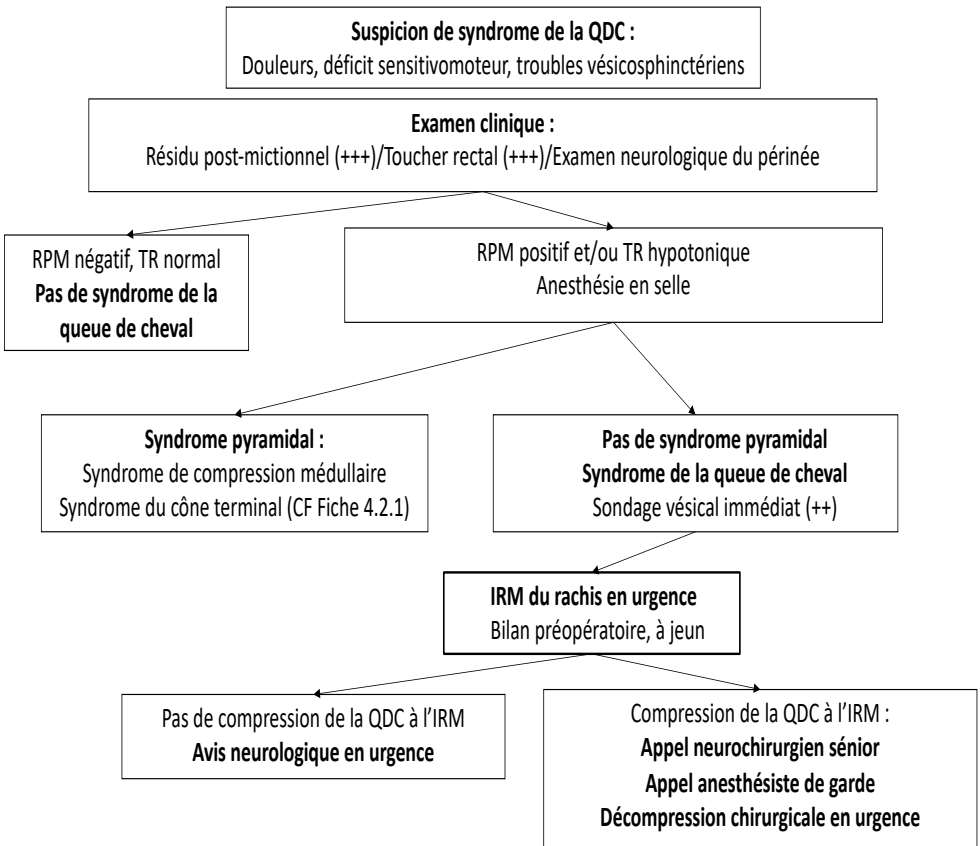 Suspicion de syndrome de la QDC :
Douleurs, déficit sensitivomoteur, troubles vésicosphinctériens
Examen clinique :
Résidu post-mictionnel (+++)/Toucher rectal (+++)/Examen neurologique du périnée
RPM négatif, TR normal
Pas de syndrome de la
queue de cheval
RPM positif et/ou TR hypotonique
Anesthésie en selle
Syndrome pyramidal :
Syndrome de compression médullaire
Syndrome du cône terminal (CF Fiche 4.2.1)
Pas de syndrome pyramidal
Syndrome de la queue de cheval
Sondage vésical immédiat (++)
IRM du rachis en urgence
Bilan préopératoire, à jeun
Pas de compression de la QDC à l’IRM
Avis neurologique en urgence
Compression de la QDC à l’IRM :
Appel neurochirurgien sénior
Appel anesthésiste de garde
Décompression chirurgicale en urgence